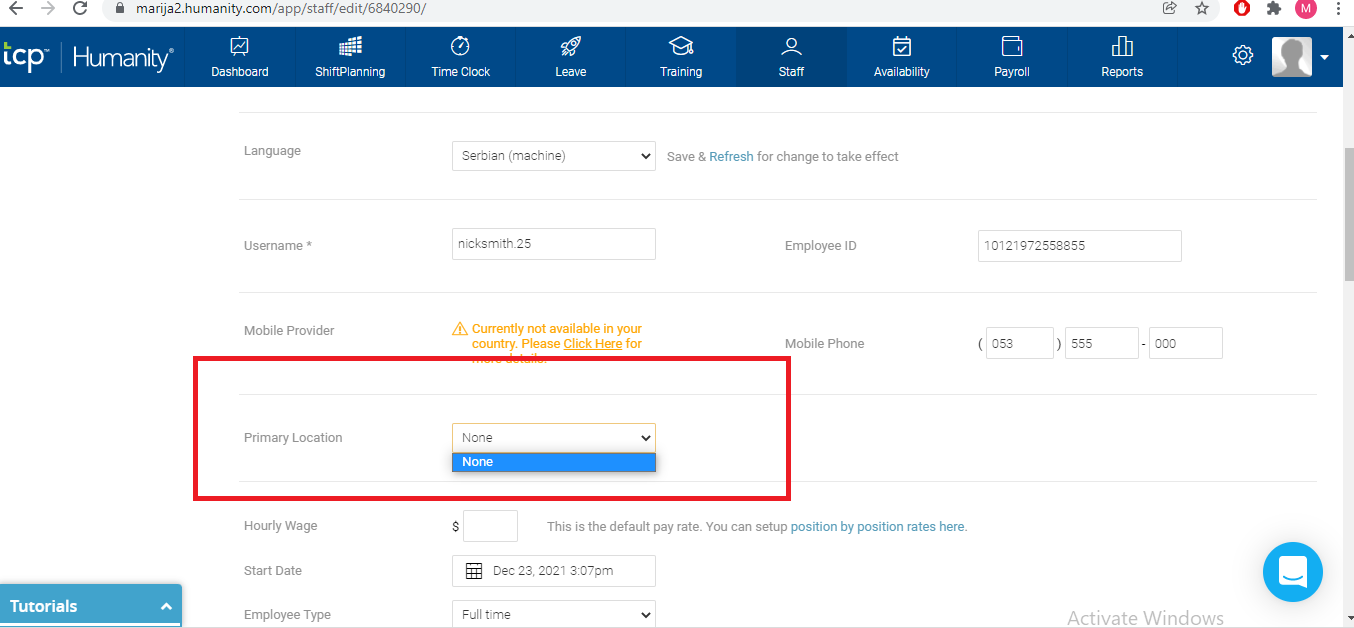 marija2.humanity.com/app/staff/edit/6840290/
M
tcp™ Humanity®
Dashboard ShiftPlanning Time Clock Leave Training Staff Availability Payroll Reports
Language Serbian (machine) Save & Refresh for change to take effect
Username * nicksmith.25 Employee ID 10121972558855
Mobile Provider Currently not available in your
country. Please Click Here for
more details.
Mobile Phone ( 053 ) 555 - 000
Primary Location None
None
Hourly Wage $ This is the default pay rate. You can setup position by position rates here.
Start Date Dec 23, 2021 3:07pm
Employee Type Full time
Tutorials
Activate Windows